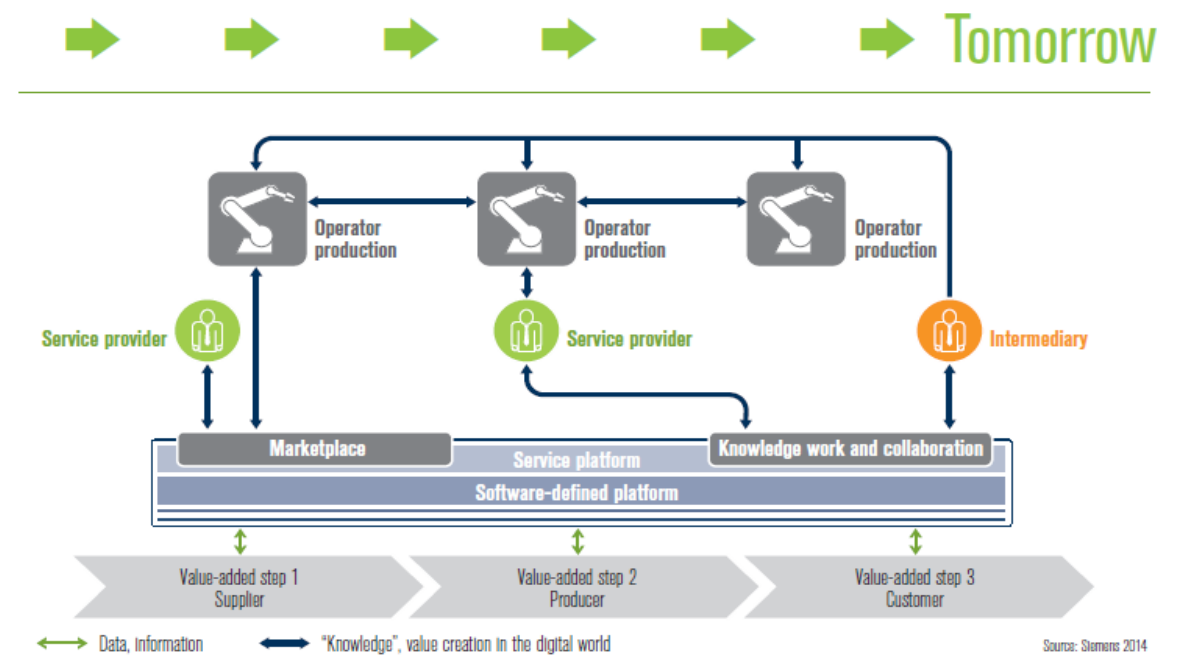 Tomorrow
Operator
production
Operator
production
Operator
production
Service provider
Service provider
Intermediary
Marketplace
Knowledge work and collaboration
Service platform
Software-defined platform
Value-added step 1
Supplier
Value-added step 2
Producer
Value-added step 3
Customer
Data, information
“Knowledge”, value creation in the digital world
Source: Siemens 2014